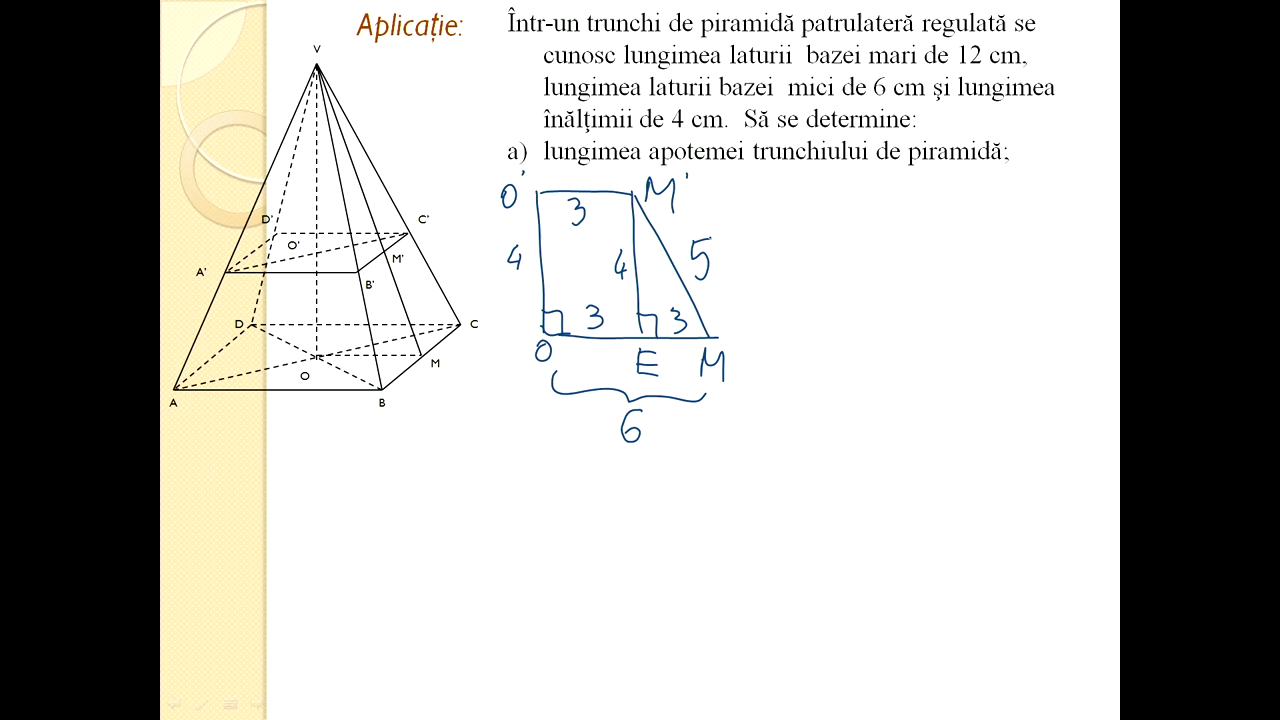 Aplicație:
Într-un trunchi de piramidă patrulateră regulată se
cunosc lungimea laturii bazei mari de 12 cm,
lungimea laturii bazei mici de 6 cm şi lungimea
înălţimii de 4 cm. Să se determine:
a) lungimea apotemei trunchiului de piramidă;
V
D'
C'
O'
A'
M'
B'
D
C
M
O
A
B
O'
M'
3
4
4
5
3
3
O
E
M
6